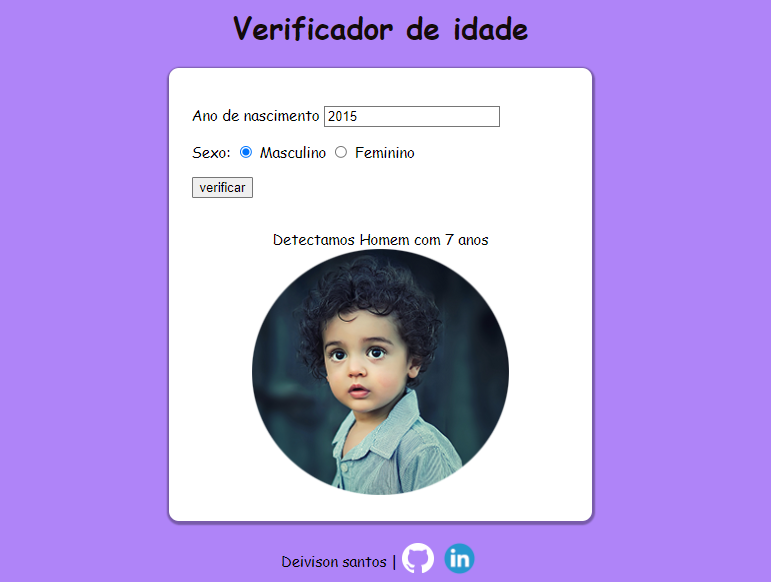 Verificador de idade
Ano de nascimento 2015
Sexo: Masculino Feminino
verificar
Detectamos Homem com 7 anos
Deivison santos | in